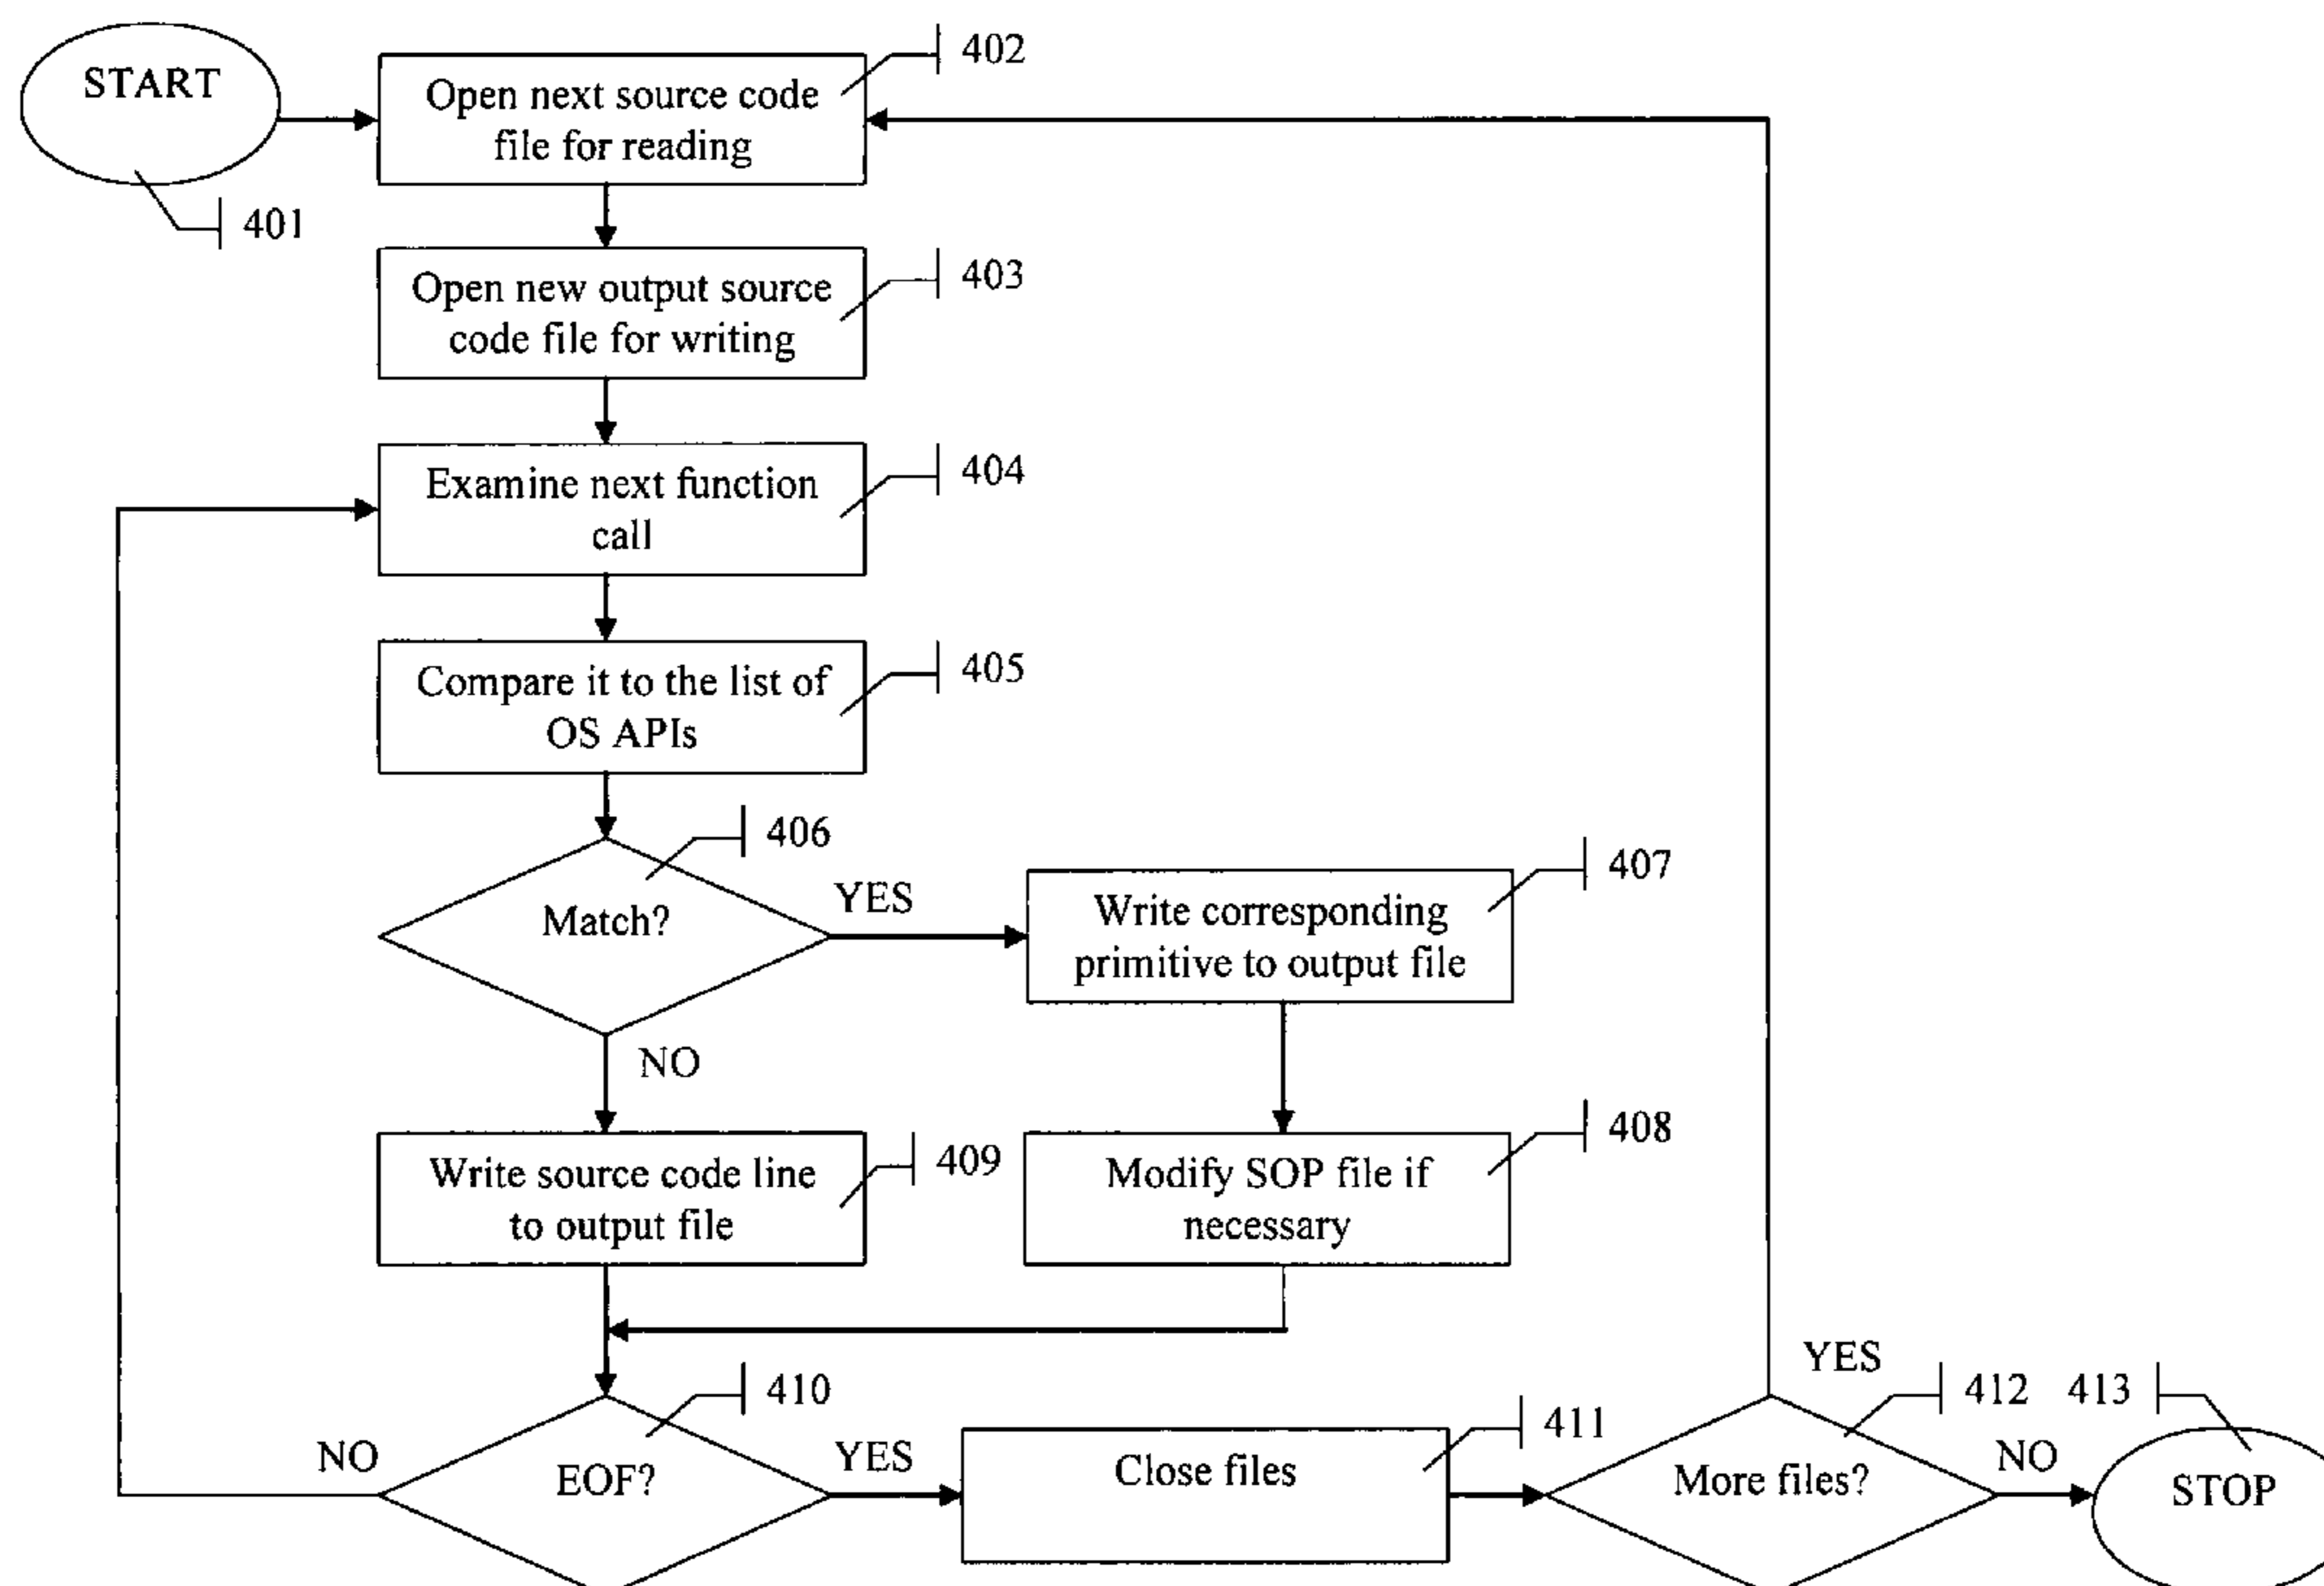 START
402
Open next source code
file for reading
401
403
Open new output source
code file for writing
404
Examine next function
call
405
Compare it to the list of
OS APIs
406
Match?
YES
407
Write corresponding
primitive to output file
NO
409
Write source code line
to output file
408
Modify SOP file if
necessary
410
EOF?
NO
YES
411
Close files
YES
412
More files?
NO
413
STOP